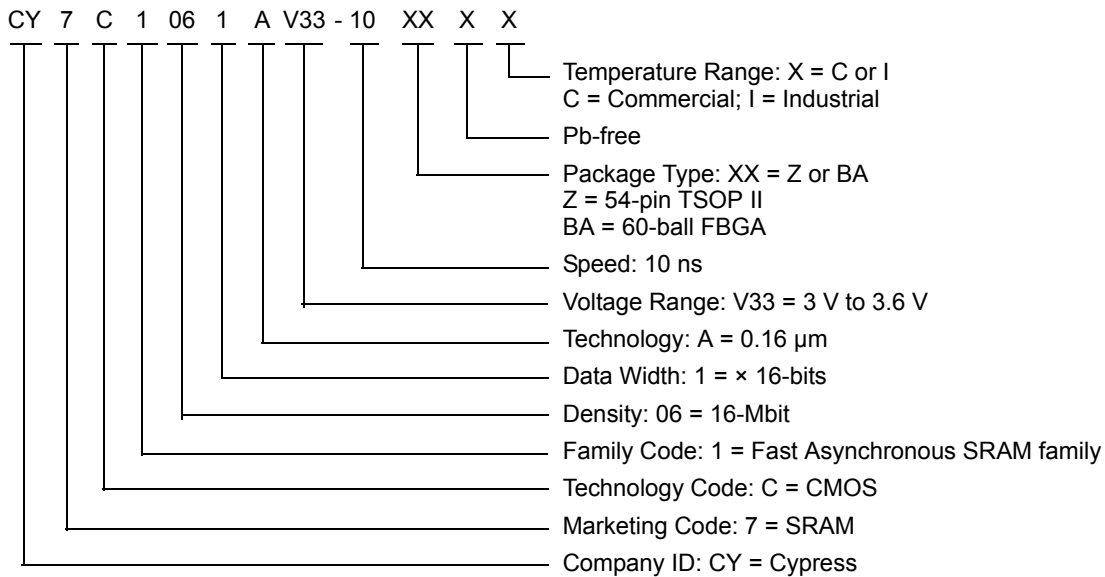 CY 7 C 1 06 1 A V33 - 10 XX X X
Temperature Range: X = C or I
C = Commercial; I = Industrial
Pb-free
Package Type: XX = Z or BA
Z = 54-pin TSOP II
BA = 60-ball FBGA
Speed: 10 ns
Voltage Range: V33 = 3 V to 3.6 V
Technology: A = 0.16 µm
Data Width: 1 = × 16-bits
Density: 06 = 16-Mbit
Family Code: 1 = Fast Asynchronous SRAM family
Technology Code: C = CMOS
Marketing Code: 7 = SRAM
Company ID: CY = Cypress